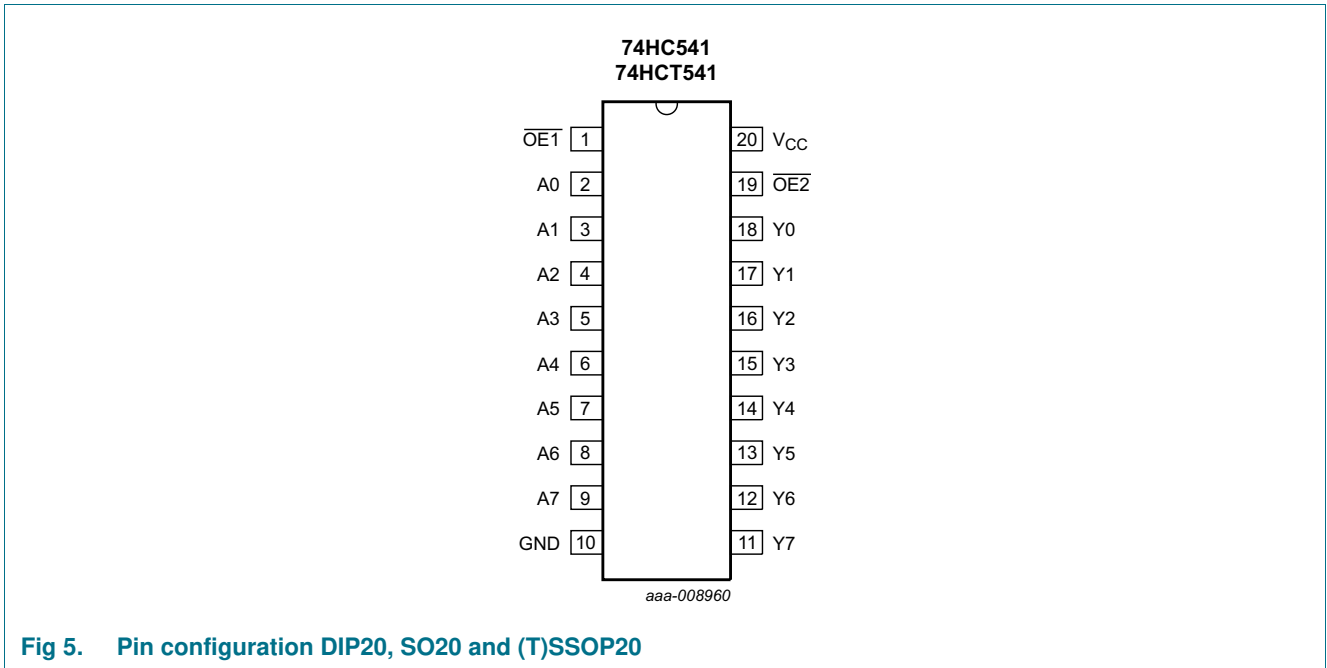 74HC541
74HCT541
O̅E̅1̅ 1 20 VCC
A0 2 19 O̅E̅2̅
A1 3 18 Y0
A2 4 17 Y1
A3 5 16 Y2
A4 6 15 Y3
A5 7 14 Y4
A6 8 13 Y5
A7 9 12 Y6
GND 10 11 Y7
aaa-008960
Fig 5. Pin configuration DIP20, SO20 and (T)SSOP20